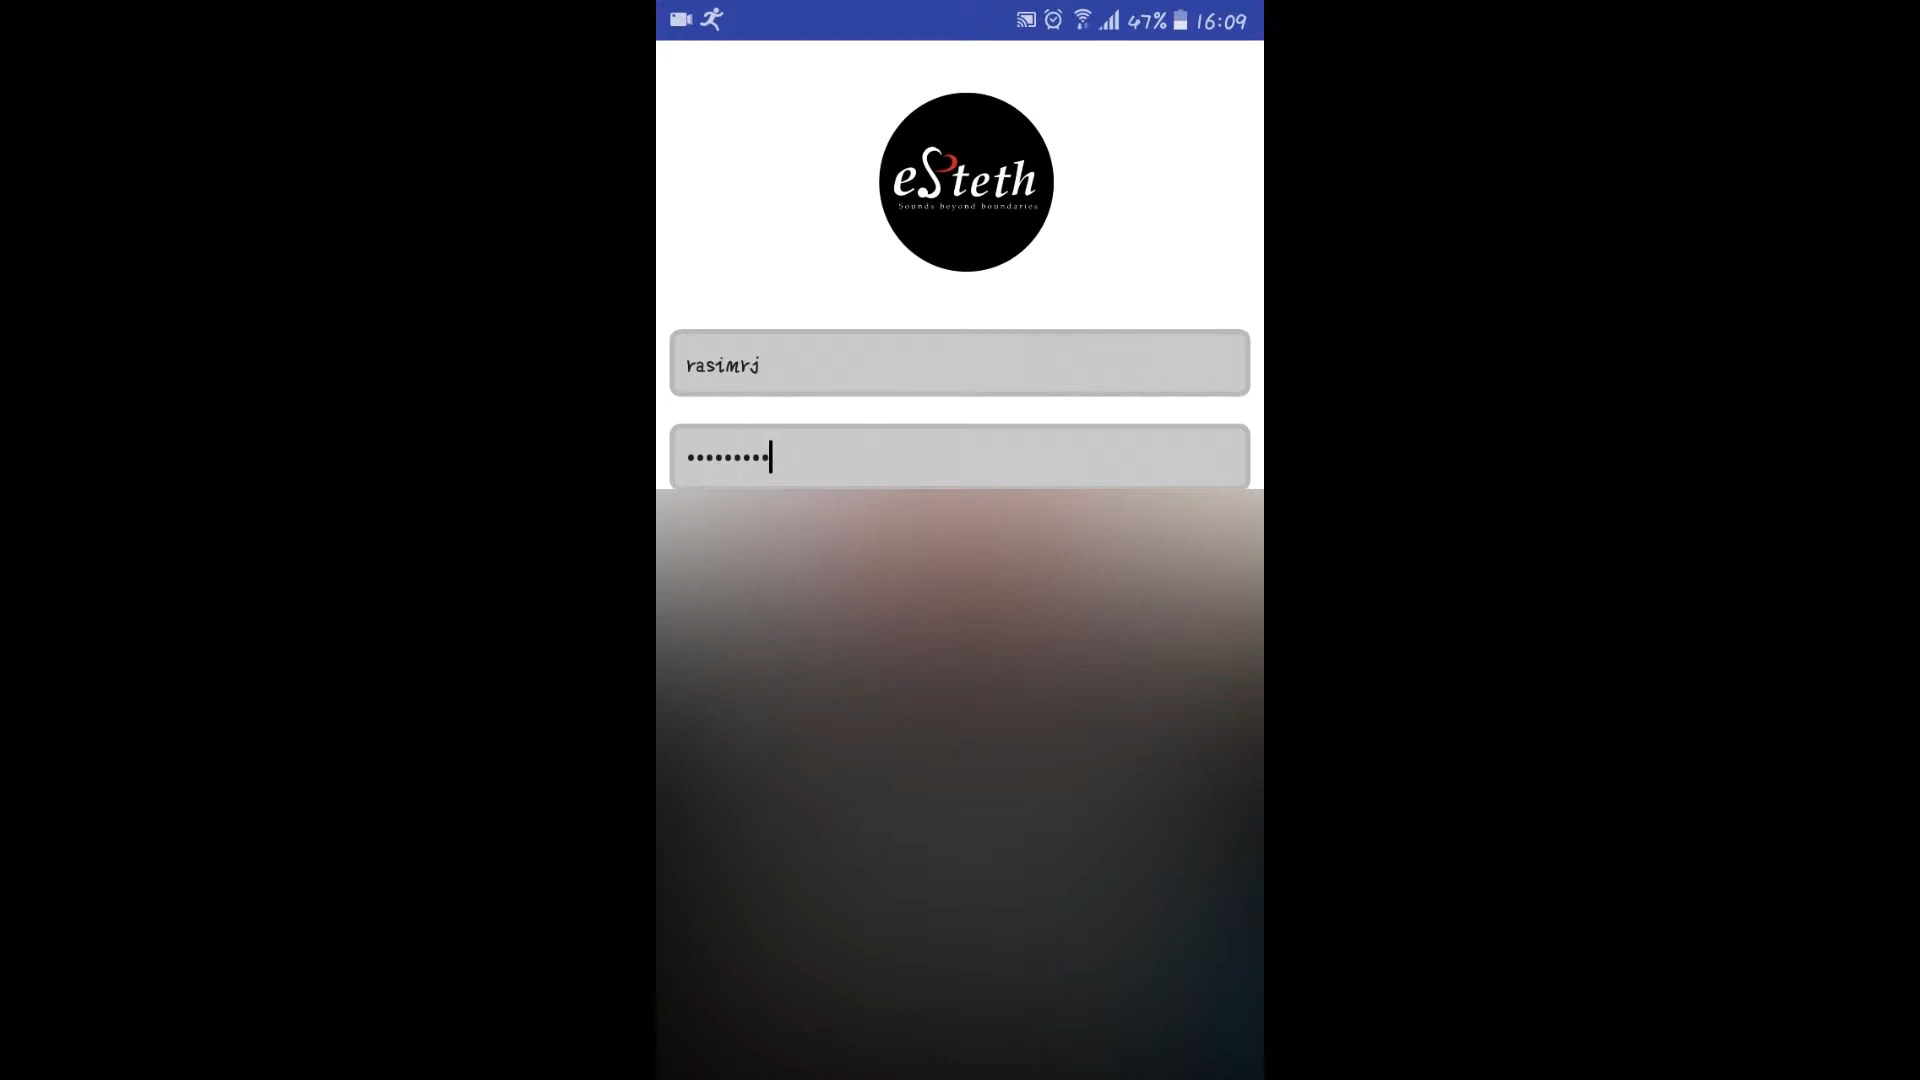 47% 16:09
eSteth
Sounds beyond boundaries
rasimrj
•••••••••